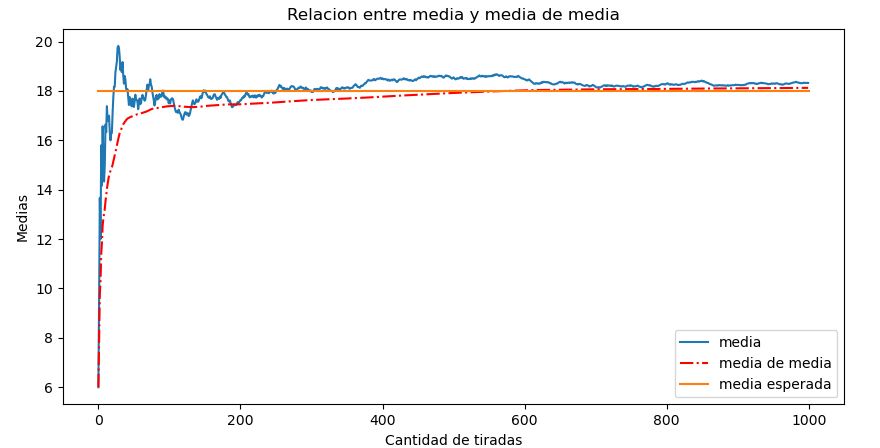 Relacion entre media y media de media
Medias
20
18
16
14
12
10
8
6
0
200
400
600
800
1000
Cantidad de tiradas
media
media de media
media esperada